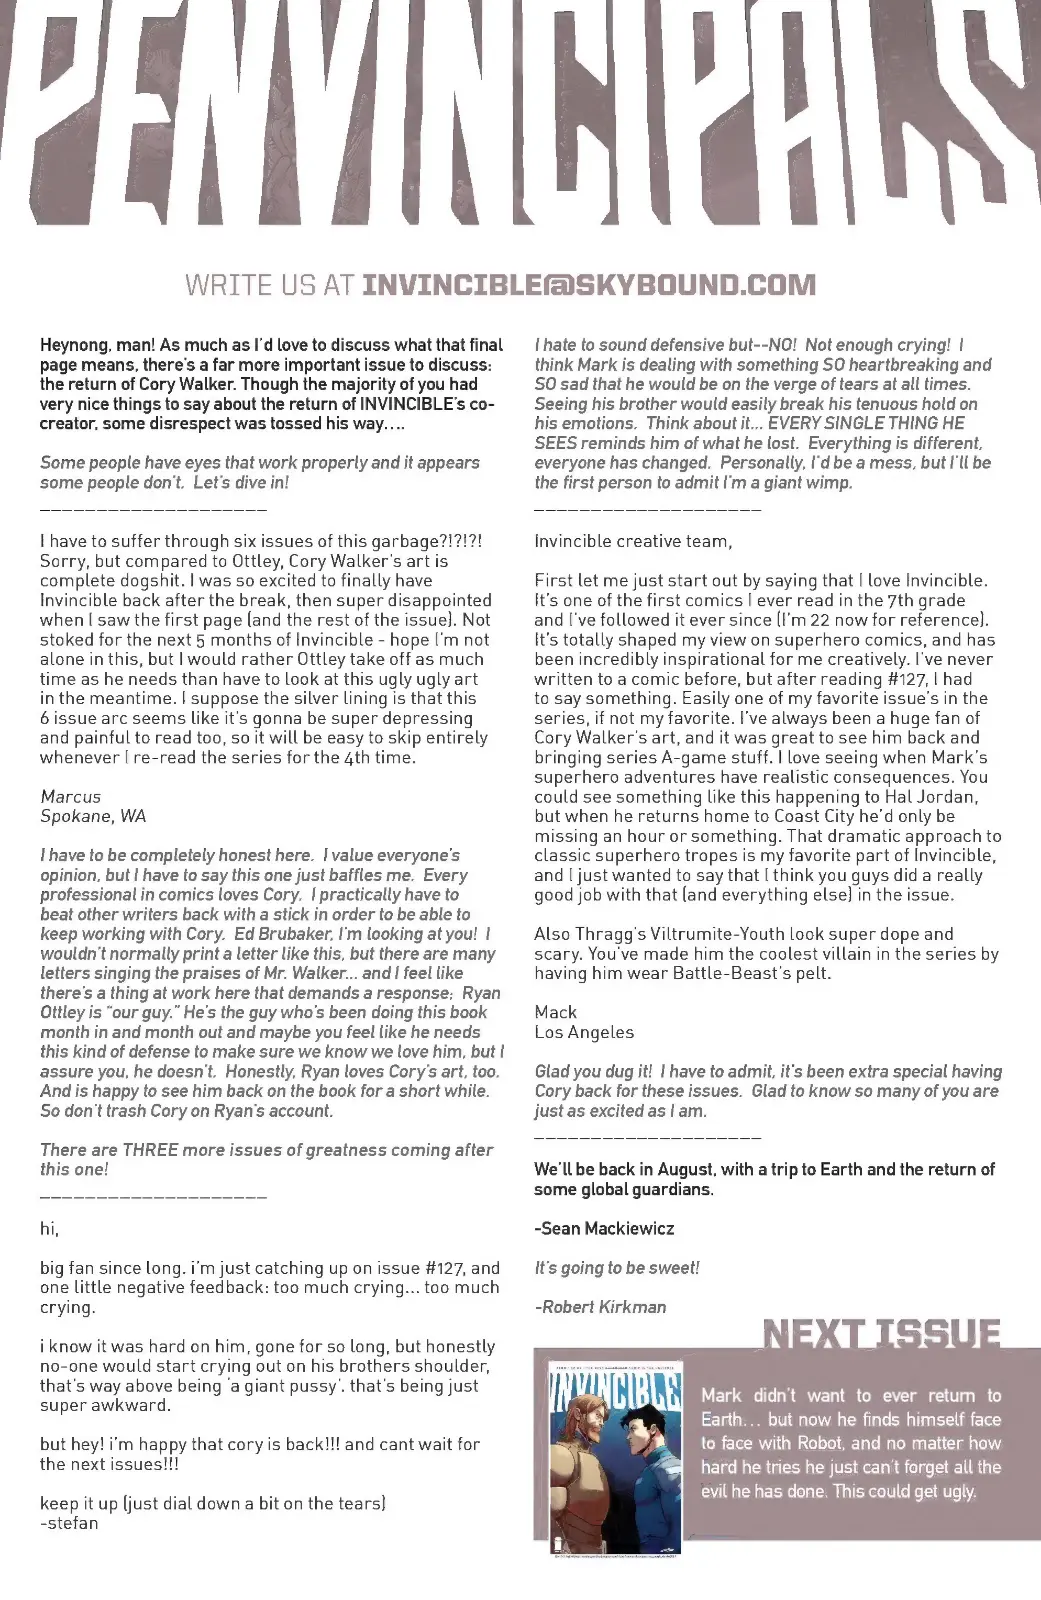 PENVINCIPALS
WRITE US AT INVINCIBLE@SKYBOUND.COM
Heynong, man! As much as I'd love to discuss what that final
page means, there's a far more important issue to discuss:
the return of Cory Walker. Though the majority of you had
very nice things to say about the return of INVINCIBLE's co-
creator, some disrespect was tossed his way....
Some people have eyes that work properly and it appears
some people don't. Let's dive in!
____________________
I have to suffer through six issues of this garbage?!?!?!
Sorry, but compared to Ottley, Cory Walker's art is
complete dogshit. I was so excited to finally have
Invincible back after the break, then super disappointed
when I saw the first page (and the rest of the issue). Not
stoked for the next 5 months of Invincible - hope I'm not
alone in this, but I would rather Ottley take off as much
time as he needs than have to look at this ugly ugly art
in the meantime. I suppose the silver lining is that this
6 issue arc seems like it's gonna be super depressing
and painful to read too, so it will be easy to skip entirely
whenever I re-read the series for the 4th time.
Marcus
Spokane, WA
I have to be completely honest here. I value everyone's
opinion, but I have to say this one just baffles me. Every
professional in comics loves Cory. I practically have to
beat other writers back with a stick in order to be able to
keep working with Cory. Ed Brubaker, I'm looking at you! I
wouldn't normally print a letter like this, but there are many
letters singing the praises of Mr. Walker... and I feel like
there's a thing at work here that demands a response; Ryan
Ottley is "our guy." He's the guy who's been doing this book
month in and month out and maybe you feel like he needs
this kind of defense to make sure we know we love him, but I
assure you, he doesn't. Honestly, Ryan loves Cory's art, too.
And is happy to see him back on the book for a short while.
So don't trash Cory on Ryan's account.
There are THREE more issues of greatness coming after
this one!
____________________
hi,
big fan since long. i'm just catching up on issue #127, and
one little negative feedback: too much crying... too much
crying.
i know it was hard on him, gone for so long, but honestly
no-one would start crying out on his brothers shoulder,
that's way above being 'a giant pussy'. that's being just
super awkward.
but hey! i'm happy that cory is back!!! and cant wait for
the next issues!!!
keep it up (just dial down a bit on the tears)
-stefan
I hate to sound defensive but--NO! Not enough crying! I
think Mark is dealing with something SO heartbreaking and
SO sad that he would be on the verge of tears at all times.
Seeing his brother would easily break his tenuous hold on
his emotions. Think about it... EVERY SINGLE THING HE
SEES reminds him of what he lost. Everything is different,
everyone has changed. Personally, I'd be a mess, but I'll be
the first person to admit I'm a giant wimp.
____________________
Invincible creative team,
First let me just start out by saying that I love Invincible.
It's one of the first comics I ever read in the 7th grade
and I've followed it ever since (I'm 22 now for reference).
It's totally shaped my view on superhero comics, and has
been incredibly inspirational for me creatively. I've never
written to a comic before, but after reading #127, I had
to say something. Easily one of my favorite issue's in the
series, if not my favorite. I've always been a huge fan of
Cory Walker's art, and it was great to see him back and
bringing series A-game stuff. I love seeing when Mark's
superhero adventures have realistic consequences. You
could see something like this happening to Hal Jordan,
but when he returns home to Coast City he'd only be
missing an hour or something. That dramatic approach to
classic superhero tropes is my favorite part of Invincible,
and I just wanted to say that I think you guys did a really
good job with that (and everything else) in the issue.
Also Thragg's Viltrumite-Youth look super dope and
scary. You've made him the coolest villain in the series by
having him wear Battle-Beast's pelt.
Mack
Los Angeles
Glad you dug it! I have to admit, it's been extra special having
Cory back for these issues. Glad to know so many of you are
just as excited as I am.
____________________
We'll be back in August, with a trip to Earth and the return of
some global guardians.
-Sean Mackiewicz
It's going to be sweet!
-Robert Kirkman
NEXT ISSUE
INVINCIBLE
Mark didn't want to ever return to
Earth... but now he finds himself face
to face with Robot, and no matter how
hard he tries he just can't forget all the
evil he has done. This could get ugly.